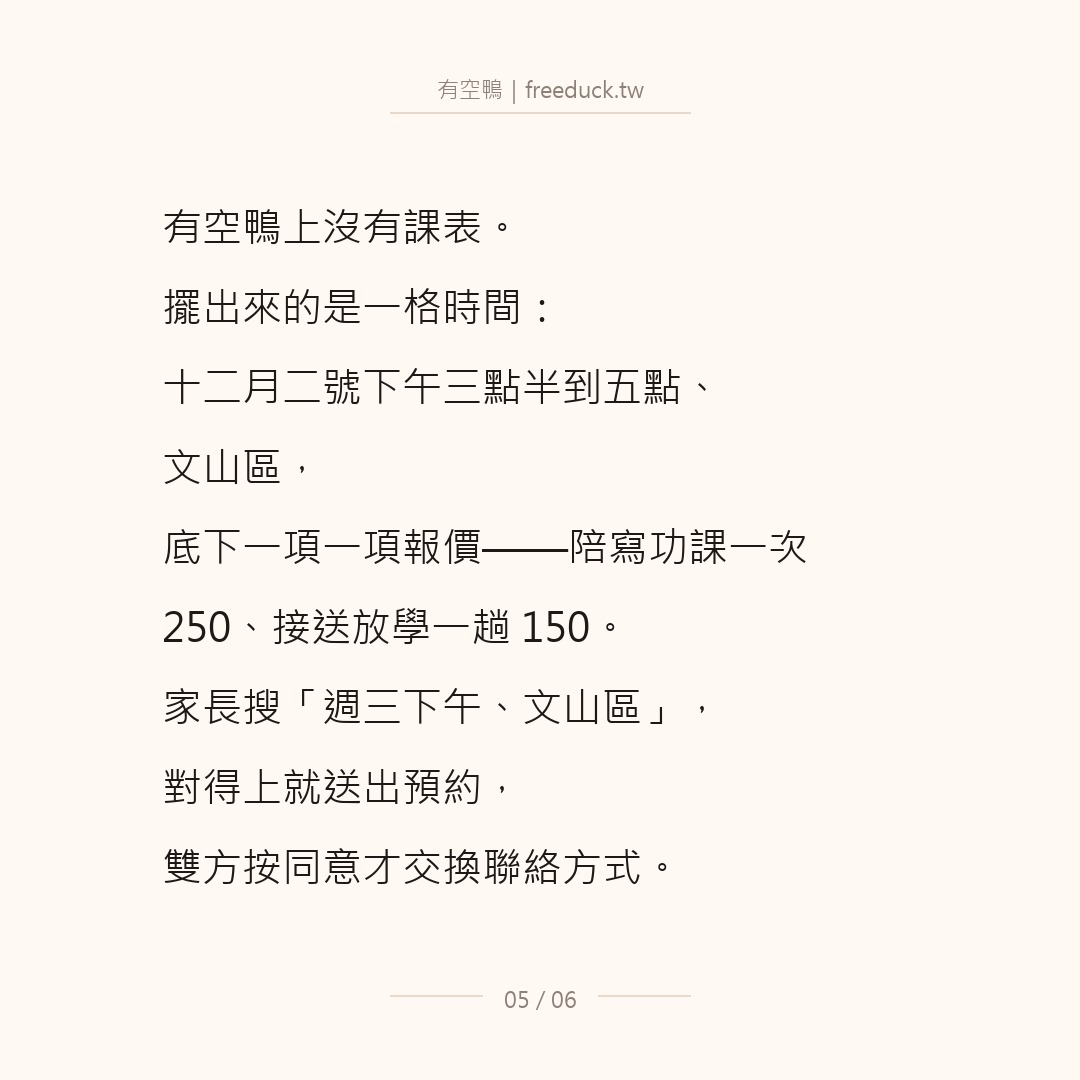 有空鴨 | freeduck.tw
有空鴨上沒有課表。
擺出來的是一格時間：
十二月二號下午三點半到五點、
文山區，
底下一項一項報價——陪寫功課一次
250、接送放學一趟 150。
家長搜「週三下午、文山區」，
對得上就送出預約，
雙方按同意才交換聯絡方式。
05 / 06